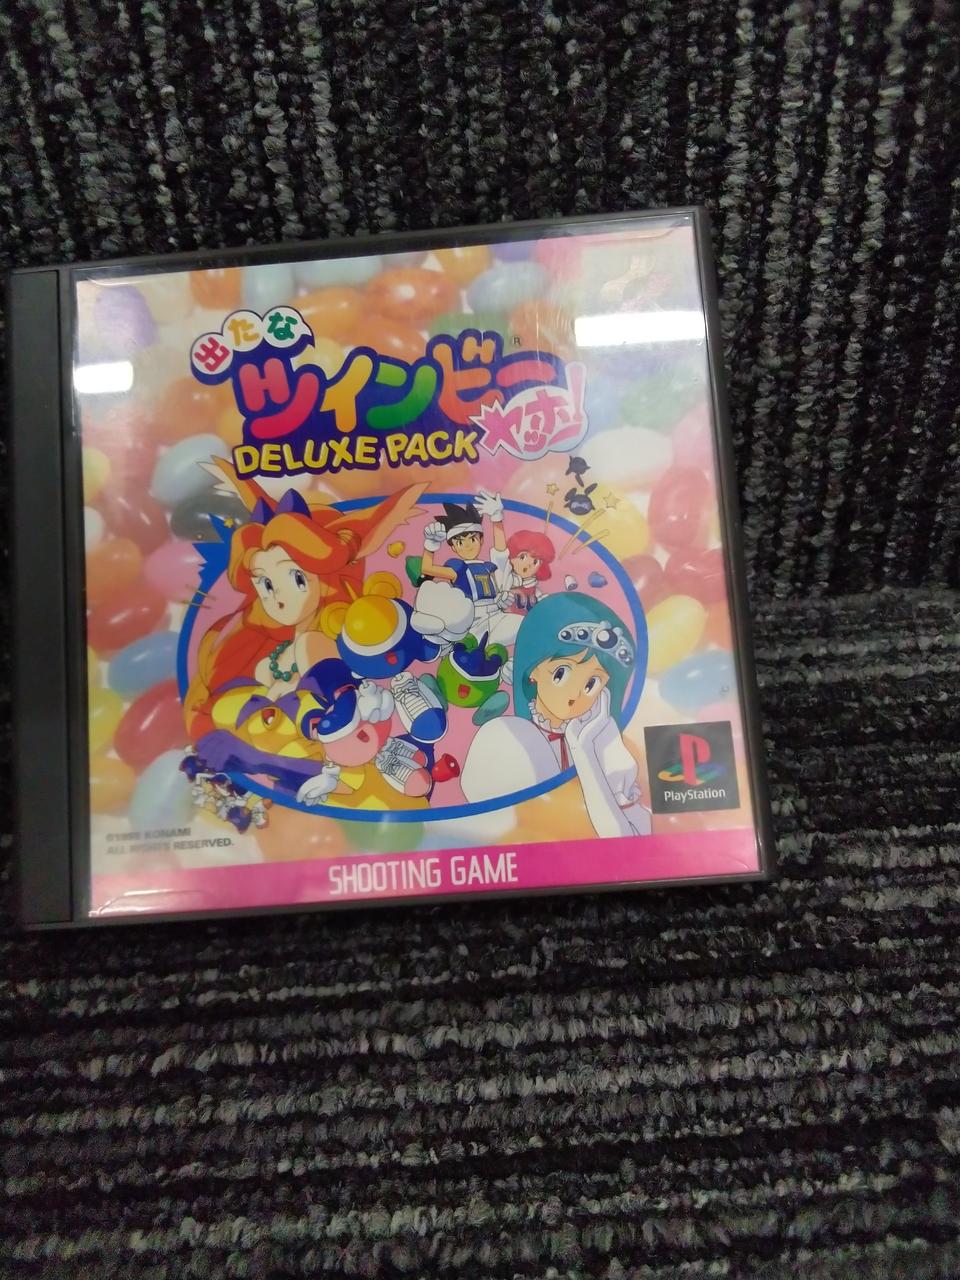 出たな
ツインビー®
ヤッホー!
DELUXE PACK
T
PlayStation
©1995 KONAMI
ALL RIGHTS RESERVED.
SHOOTING GAME